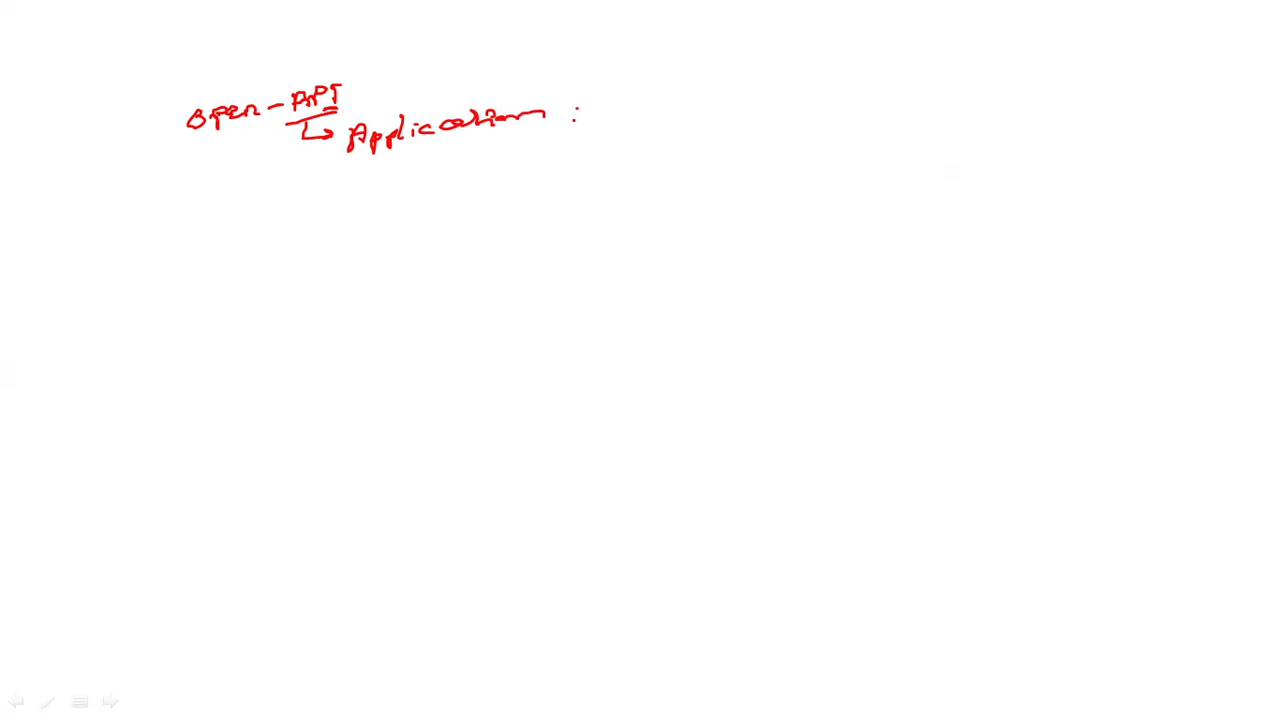 OPEN - API
↳ Application :